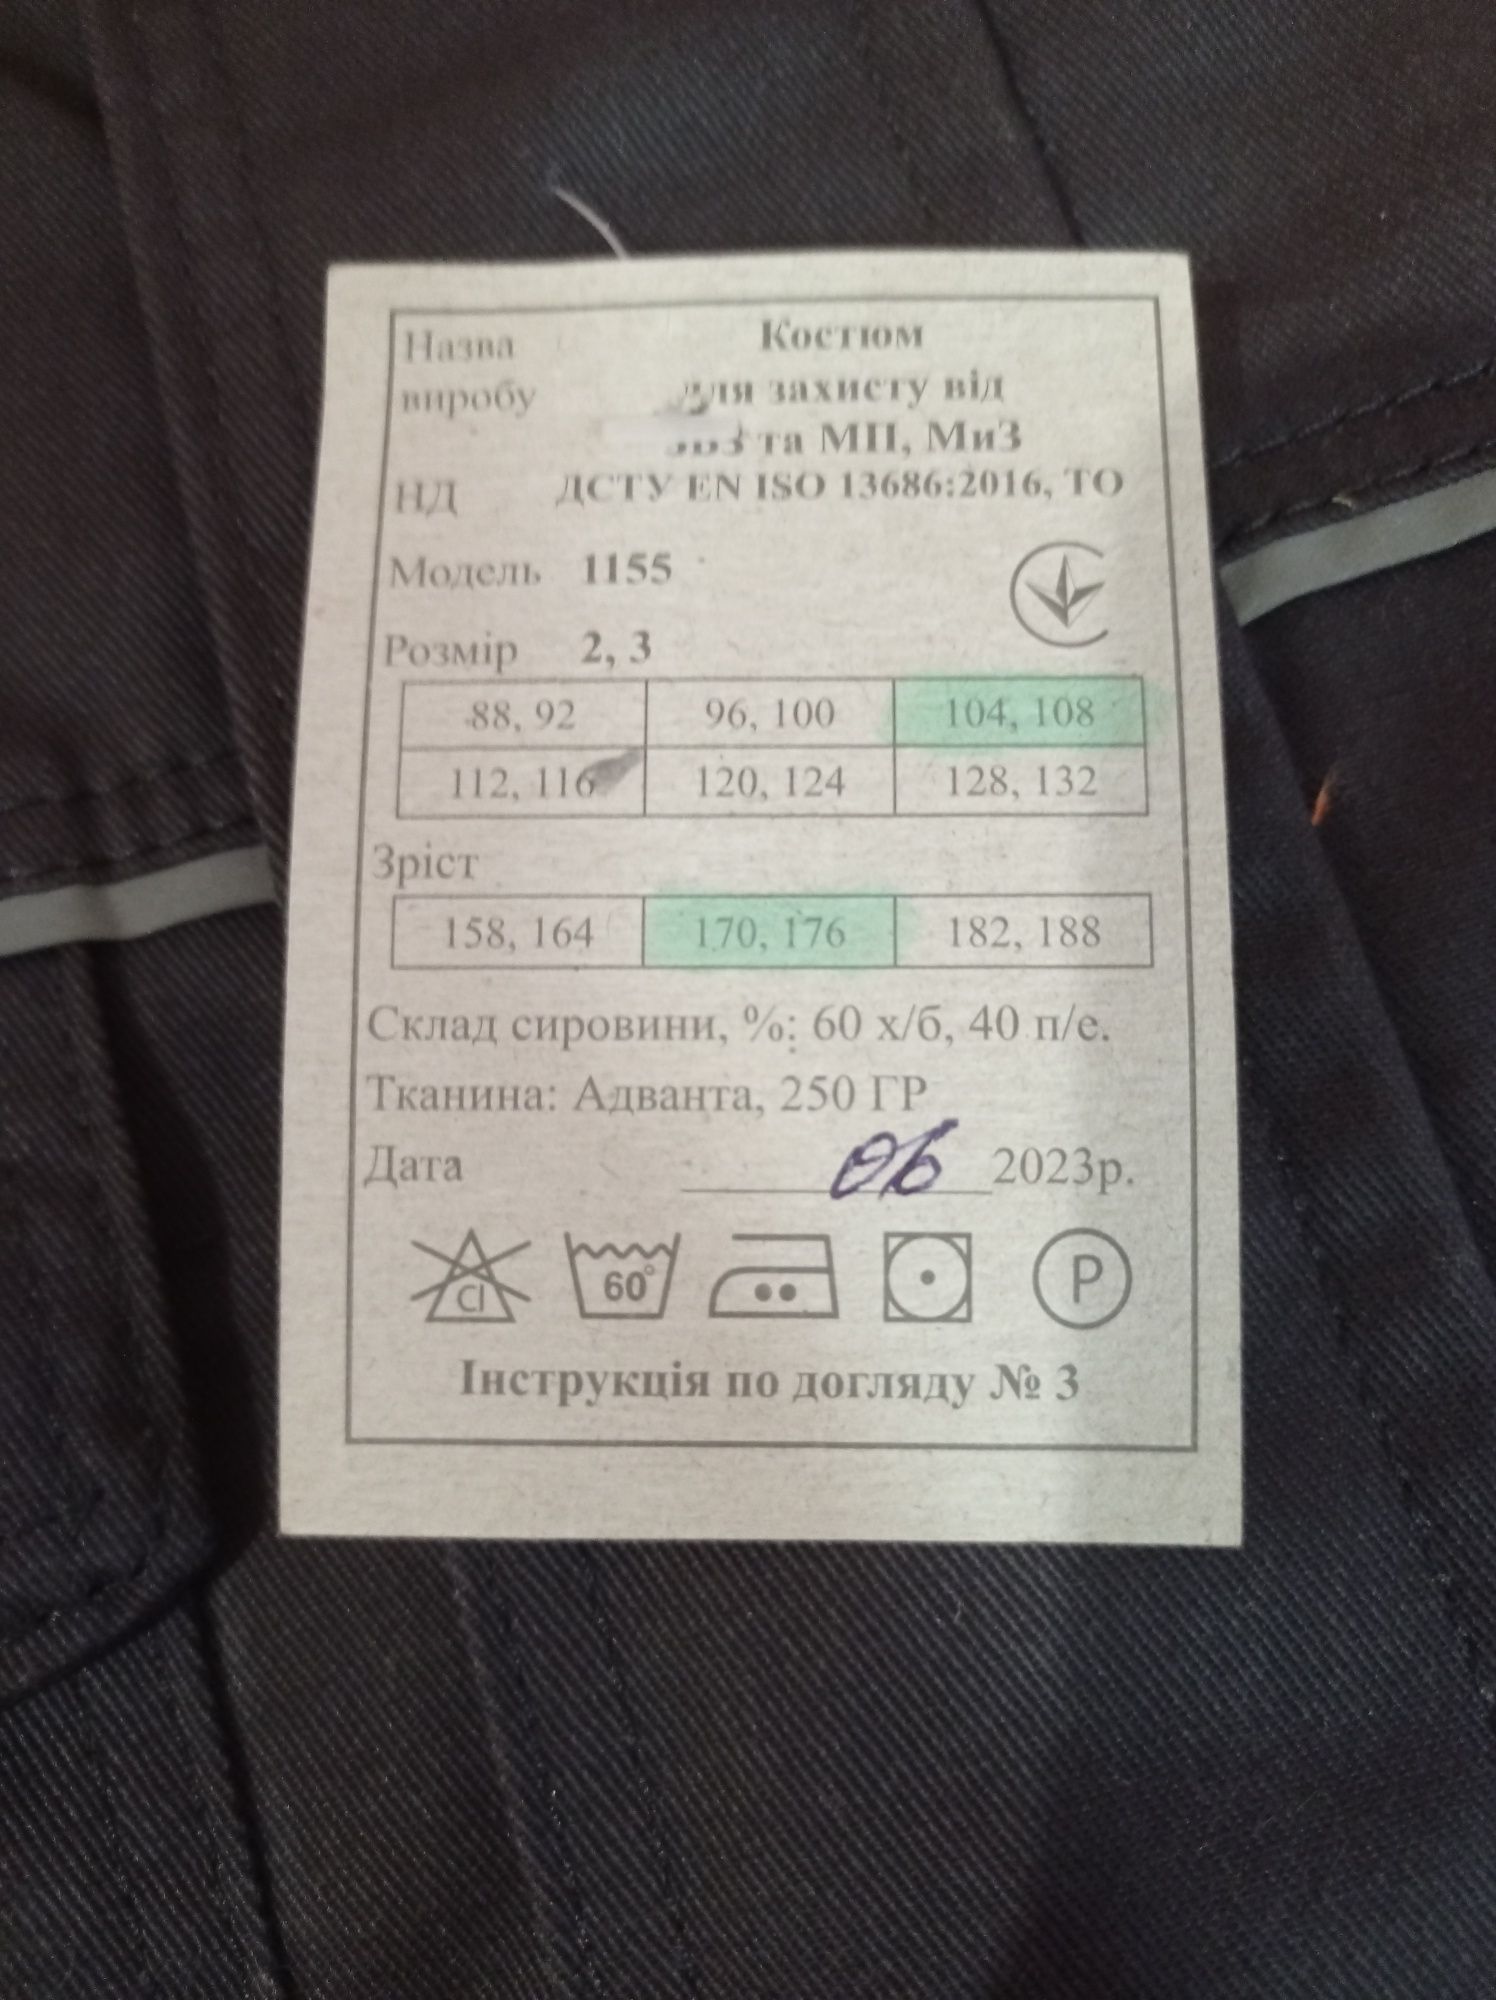 Назва Костюм
виробу для захисту від
та МП, МиЗ
НД ДСТУ EN ISO 13686:2016, ТО
Модель 1155
Розмір 2, 3
88, 92 96, 100 104, 108
112, 116 120, 124 128, 132
Зріст
158, 164 170, 176 182, 188
Склад сировини, %: 60 х/б, 40 п/е.
Тканина: Адванта, 250 ГР
Дата 06 2023р.
Cl 60° P
Інструкція по догляду № 3